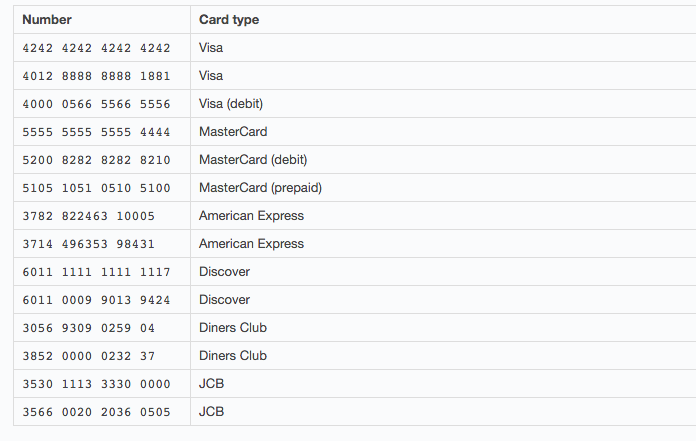 Number Card type
4242 4242 4242 4242 Visa
4012 8888 8888 1881 Visa
4000 0566 5566 5556 Visa (debit)
5555 5555 5555 4444 MasterCard
5200 8282 8282 8210 MasterCard (debit)
5105 1051 0510 5100 MasterCard (prepaid)
3782 822463 10005 American Express
3714 496353 98431 American Express
6011 1111 1111 1117 Discover
6011 0009 9013 9424 Discover
3056 9309 0259 04 Diners Club
3852 0000 0232 37 Diners Club
3530 1113 3330 0000 JCB
3566 0020 2036 0505 JCB